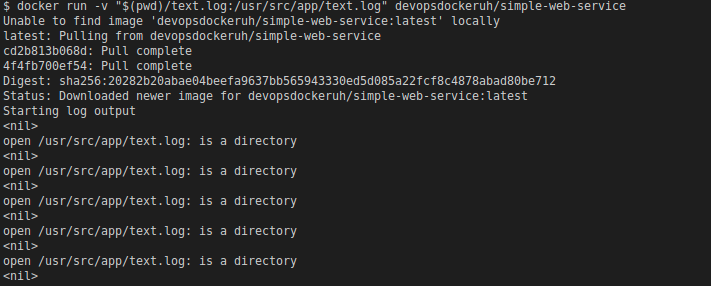 $ docker run -v "$(pwd)/text.log:/usr/src/app/text.log" devopsdockeruh/simple-web-service
Unable to find image 'devopsdockeruh/simple-web-service:latest' locally
latest: Pulling from devopsdockeruh/simple-web-service
cd2b813b068d: Pull complete
4f4fb700ef54: Pull complete
Digest: sha256:20282b20abae04beefa9637bb565943330ed5d085a22fcf8c4878abad80be712
Status: Downloaded newer image for devopsdockeruh/simple-web-service:latest
Starting log output
<nil>
open /usr/src/app/text.log: is a directory
<nil>
open /usr/src/app/text.log: is a directory
<nil>
open /usr/src/app/text.log: is a directory
<nil>
open /usr/src/app/text.log: is a directory
<nil>
open /usr/src/app/text.log: is a directory
<nil>